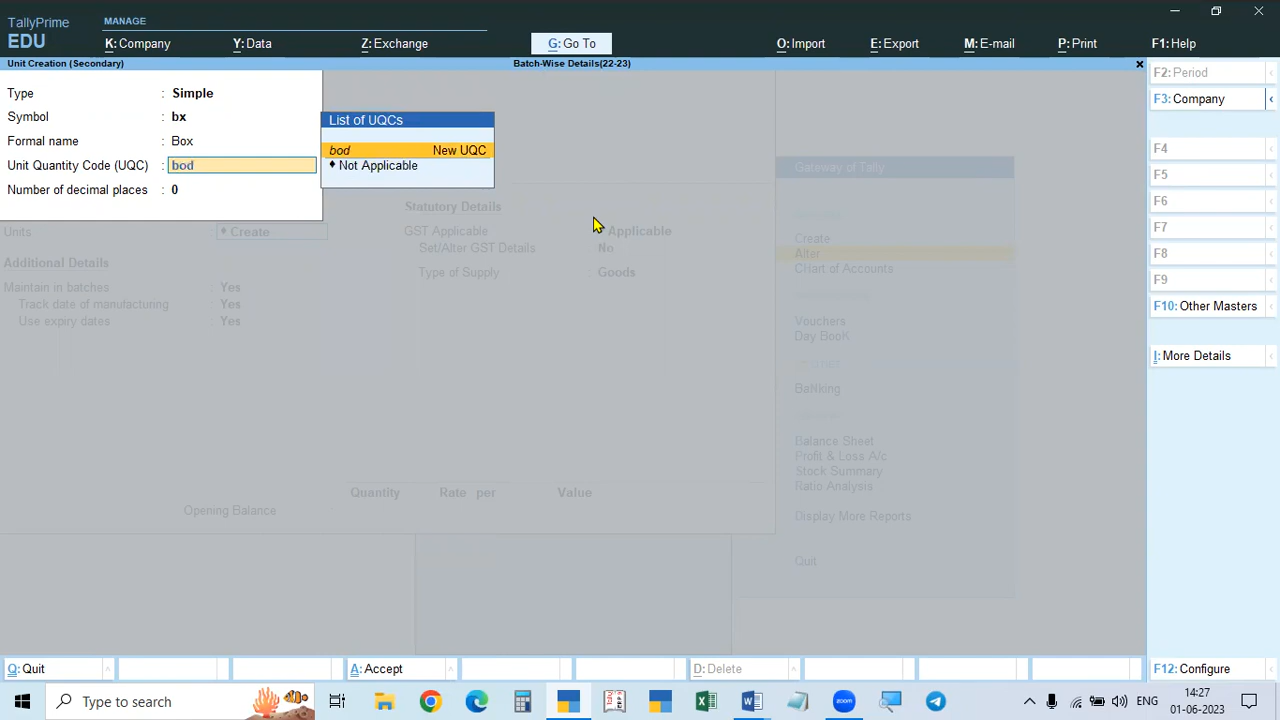 TallyPrime
EDU
MANAGE
K: Company
Y: Data
Z: Exchange
G: Go To
O: Import
E: Export
M: E-mail
P: Print
F1: Help
Unit Creation (Secondary)
Batch-Wise Details(22-23)
Type : Simple
Symbol : bx
Formal name : Box
Unit Quantity Code (UQC) : bod
Number of decimal places : 0
List of UQCs
bod New UQC
♦ Not Applicable
Units : ♦ Create
Additional Details
Maintain in batches : Yes
Track date of manufacturing : Yes
Use expiry dates : Yes
Statutory Details
GST Applicable : Applicable
Set/Alter GST Details : No
Type of Supply : Goods
Quantity Rate per Value
Opening Balance :
Gateway of Tally
Create
Alter
CHart of Accounts
Vouchers
Day BooK
BaNking
Balance Sheet
Profit & Loss A/c
Stock Summary
Ratio Analysis
Display More Reports
Quit
F2: Period
F3: Company
F4
F5
F6
F7
F8
F9
F10: Other Masters
I: More Details
Q: Quit
A: Accept
D: Delete
F12: Configure
Type here to search
ENG
14:27
01-06-2023